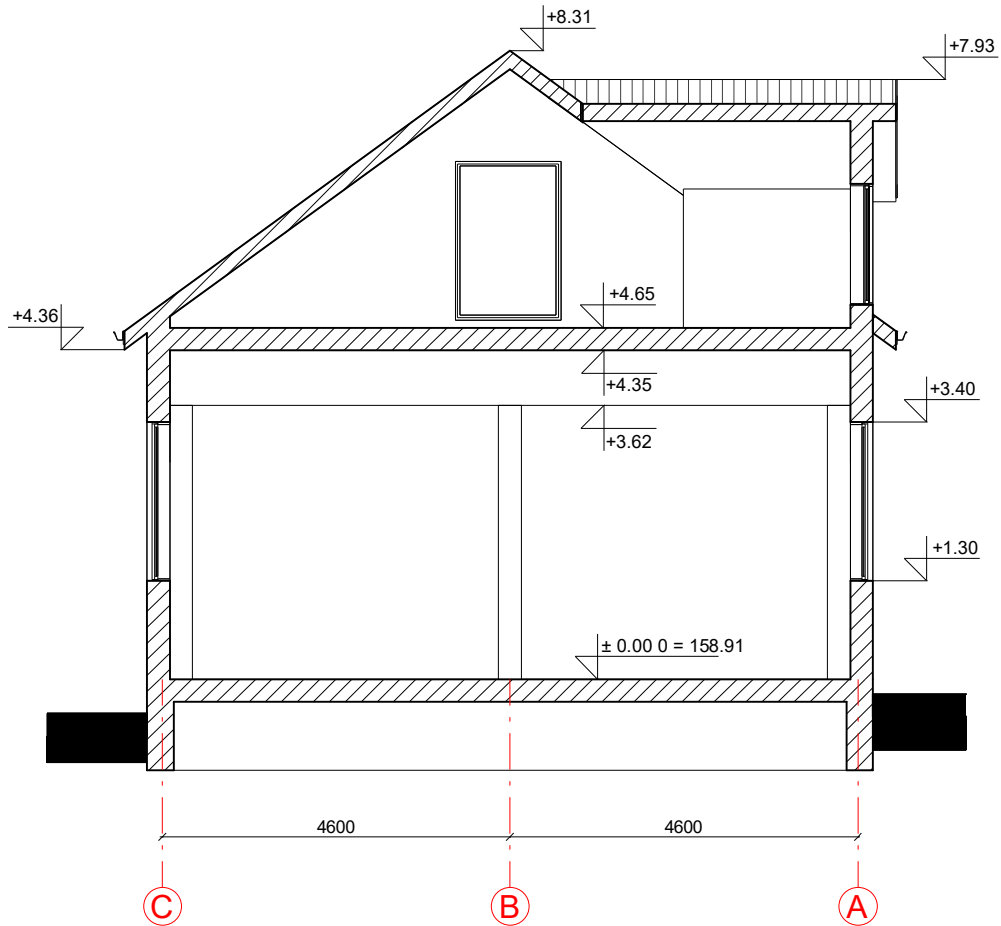 +8.31
+7.93
+4.65
+4.36
+4.35
+3.40
+3.62
+1.30
± 0.00 0 = 158.91
4600
4600
C
B
A